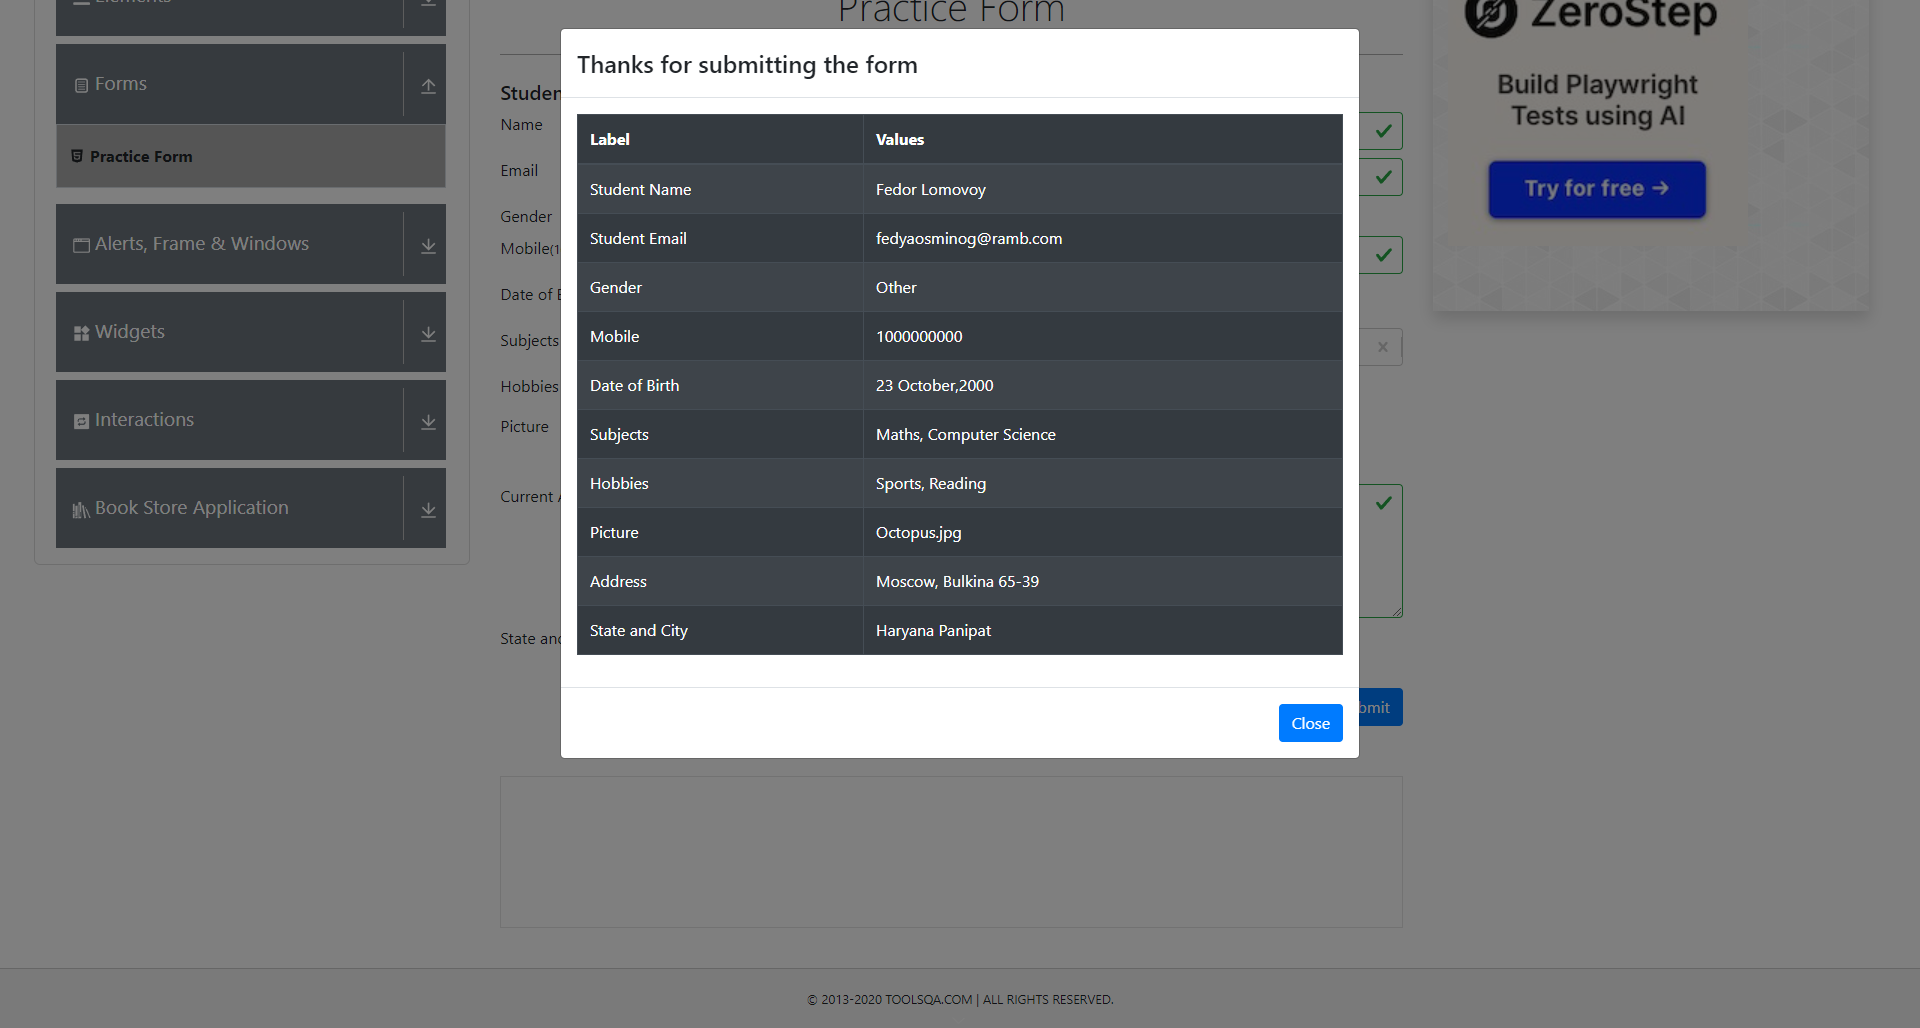 Elements
Forms
Practice Form
Alerts, Frame & Windows
Widgets
Interactions
Book Store Application
Practice Form
Name
Email
Gender
Mobile(1
Date of
Subjects
Hobbies
Picture
Current
State and
Thanks for submitting the form
Label Values
Student Name Fedor Lomovoy
Student Email fedyaosminog@ramb.com
Gender Other
Mobile 1000000000
Date of Birth 23 October,2000
Subjects Maths, Computer Science
Hobbies Sports, Reading
Picture Octopus.jpg
Address Moscow, Bulkina 65-39
State and City Haryana Panipat
Close
ZeroStep
Build Playwright
Tests using AI
Try for free →
© 2013-2020 TOOLSQA.COM | ALL RIGHTS RESERVED.